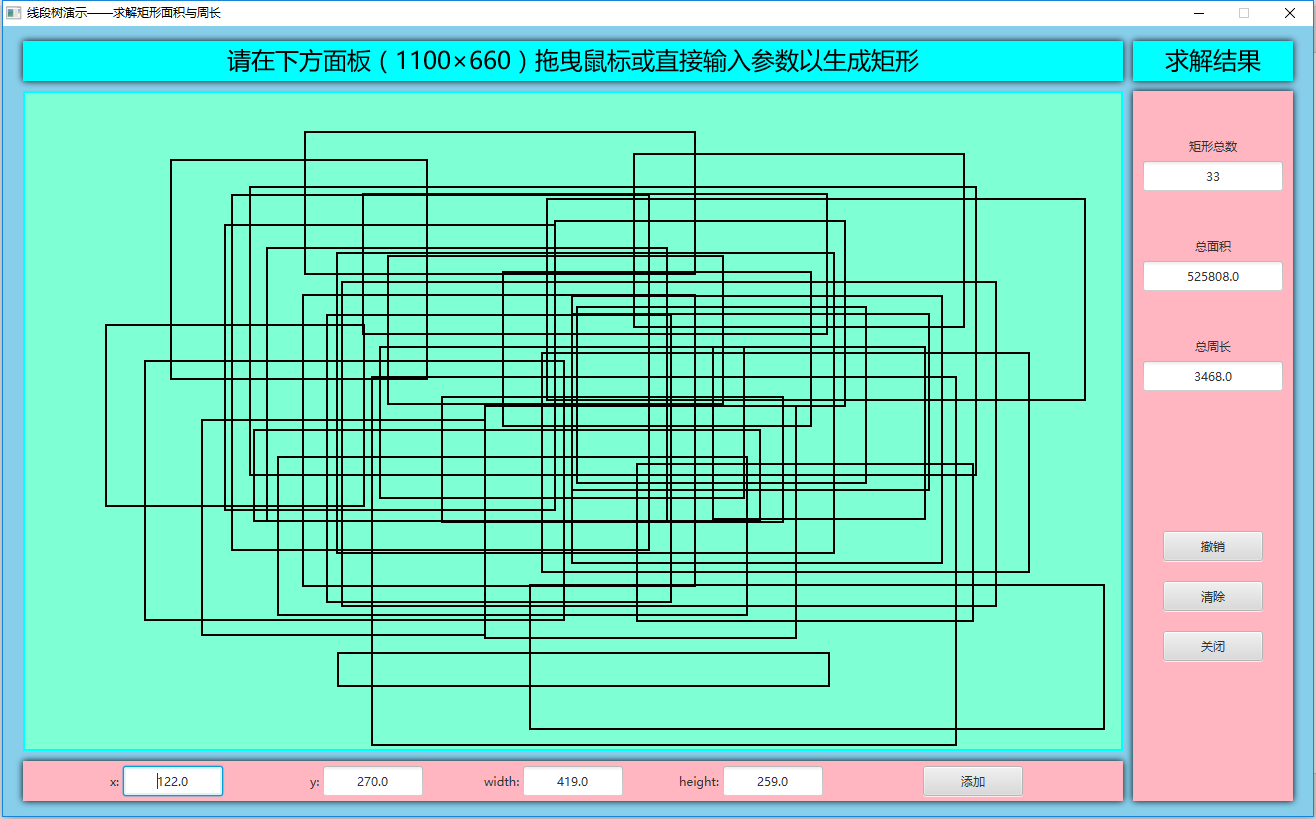 线段树演示——求解矩形面积与周长
请在下方面板（1100×660）拖曳鼠标或直接输入参数以生成矩形
求解结果
矩形总数
33
总面积
525808.0
总周长
3468.0
撤销
清除
关闭
x: 122.0 y: 270.0 width: 419.0 height: 259.0 添加